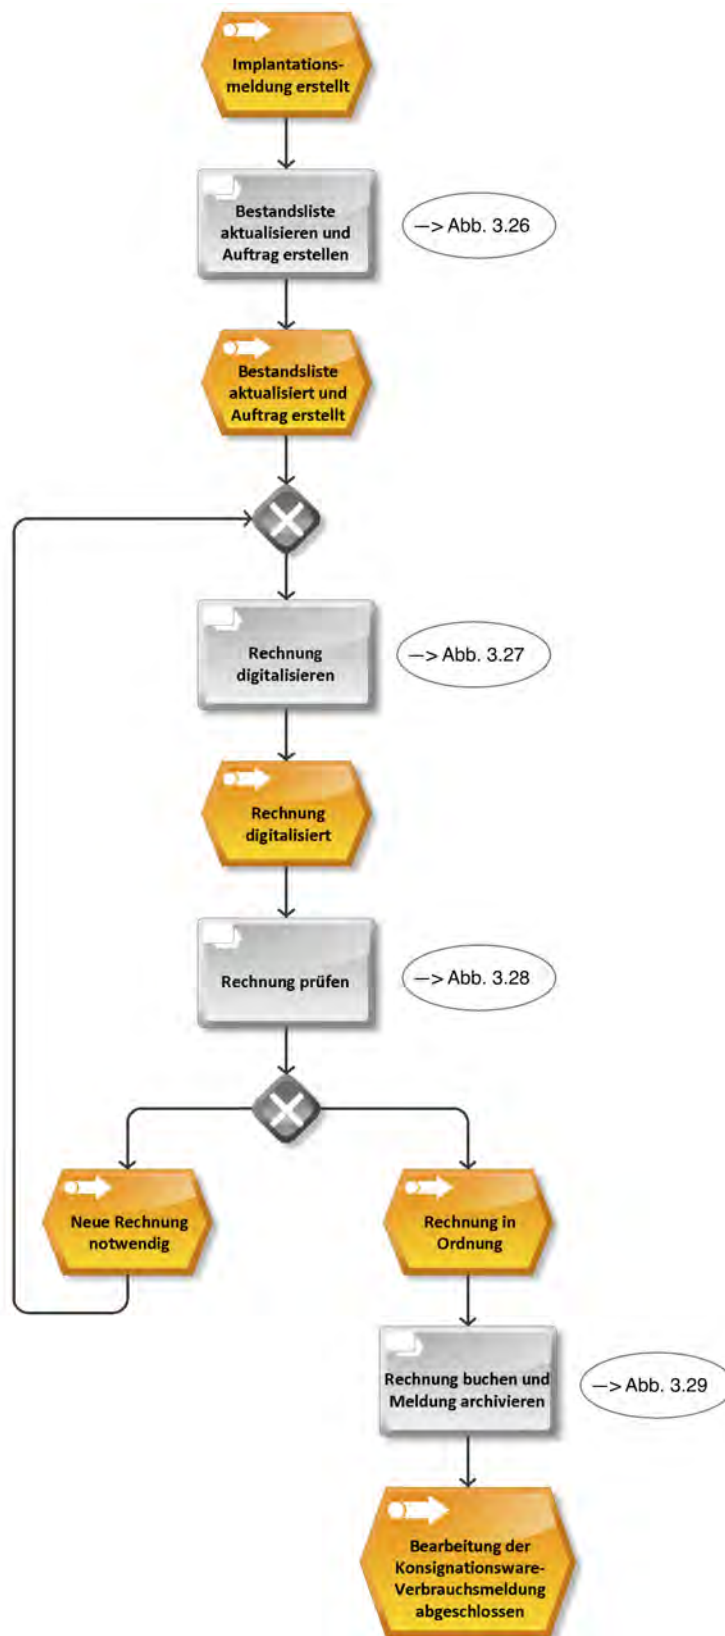 Implantations-
meldung erstellt
Bestandsliste
aktualisieren und
Auftrag erstellen
—> Abb. 3.26
Bestandsliste
aktualisiert und
Auftrag erstellt
Rechnung
digitalisieren
—> Abb. 3.27
Rechnung
digitalisiert
Rechnung prüfen
—> Abb. 3.28
Neue Rechnung
notwendig
Rechnung in
Ordnung
Rechnung buchen und
Meldung archivieren
—> Abb. 3.29
Bearbeitung der
Konsignationsware-
Verbrauchsmeldung
abgeschlossen